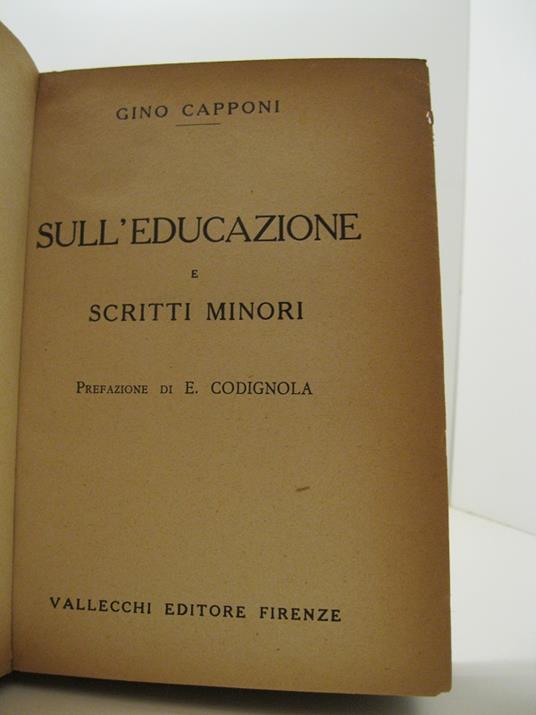 GINO CAPPONI
SULL'EDUCAZIONE
E
SCRITTI MINORI
PREFAZIONE DI E. CODIGNOLA
VALLECCHI EDITORE FIRENZE